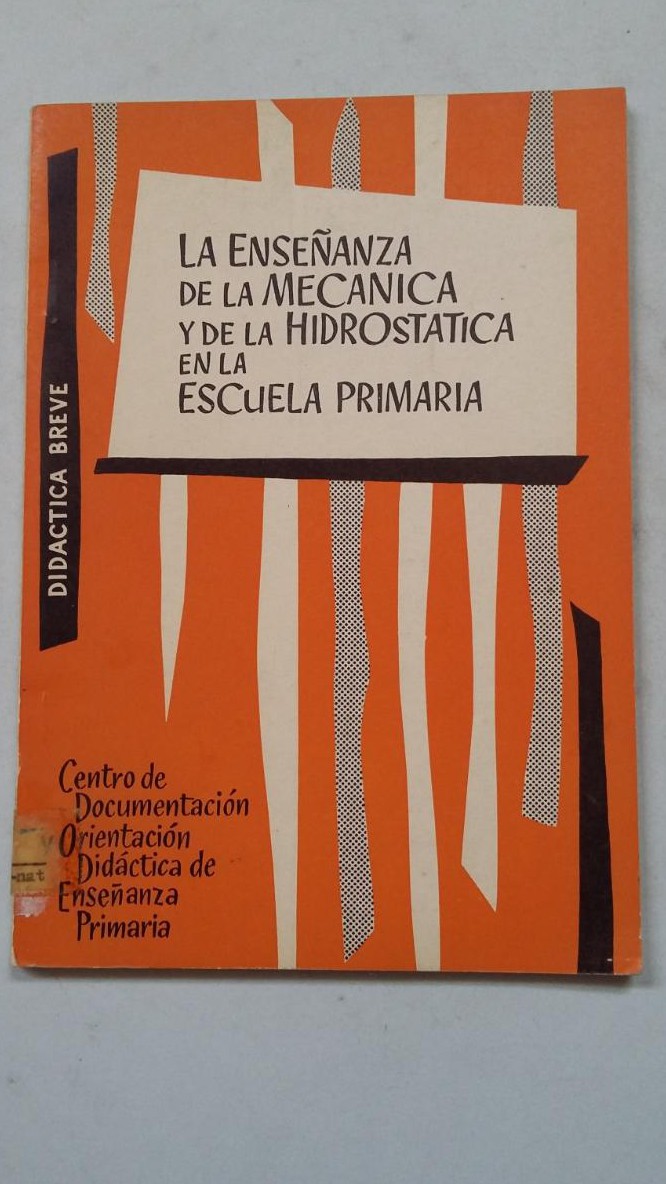 LA ENSEÑANZA
DE LA MECANICA
Y DE LA HIDROSTATICA
EN LA
ESCUELA PRIMARIA
DIDACTICA BREVE
Centro de
Documentación
y Orientación
Didáctica de
Enseñanza
Primaria
-nat